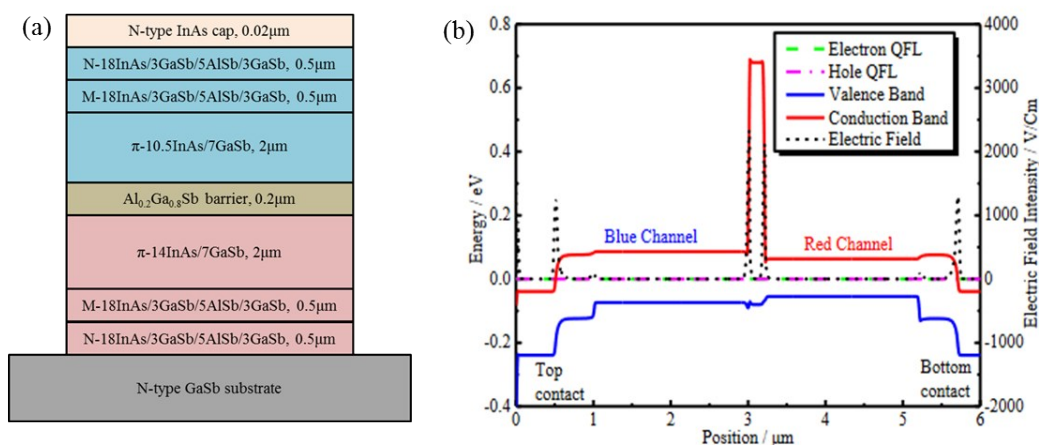 (a)
N-type InAs cap, 0.02μm
N-18InAs/3GaSb/5AlSb/3GaSb, 0.5μm
M-18InAs/3GaSb/5AlSb/3GaSb, 0.5μm
π-10.5InAs/7GaSb, 2μm
Al0.2Ga0.8Sb barrier, 0.2μm
π-14InAs/7GaSb, 2μm
M-18InAs/3GaSb/5AlSb/3GaSb, 0.5μm
N-18InAs/3GaSb/5AlSb/3GaSb, 0.5μm
N-type GaSb substrate
(b)
Energy / eV
0.8
0.6
0.4
0.2
0.0
-0.2
-0.4
Electron QFL
Hole QFL
Valence Band
Conduction Band
Electric Field
Blue Channel
Red Channel
Top
contact
Bottom
contact
0
1
2
3
4
5
6
Position / μm
4000
3000
2000
1000
0
-1000
-2000
Electric Field Intensity / V/Cm